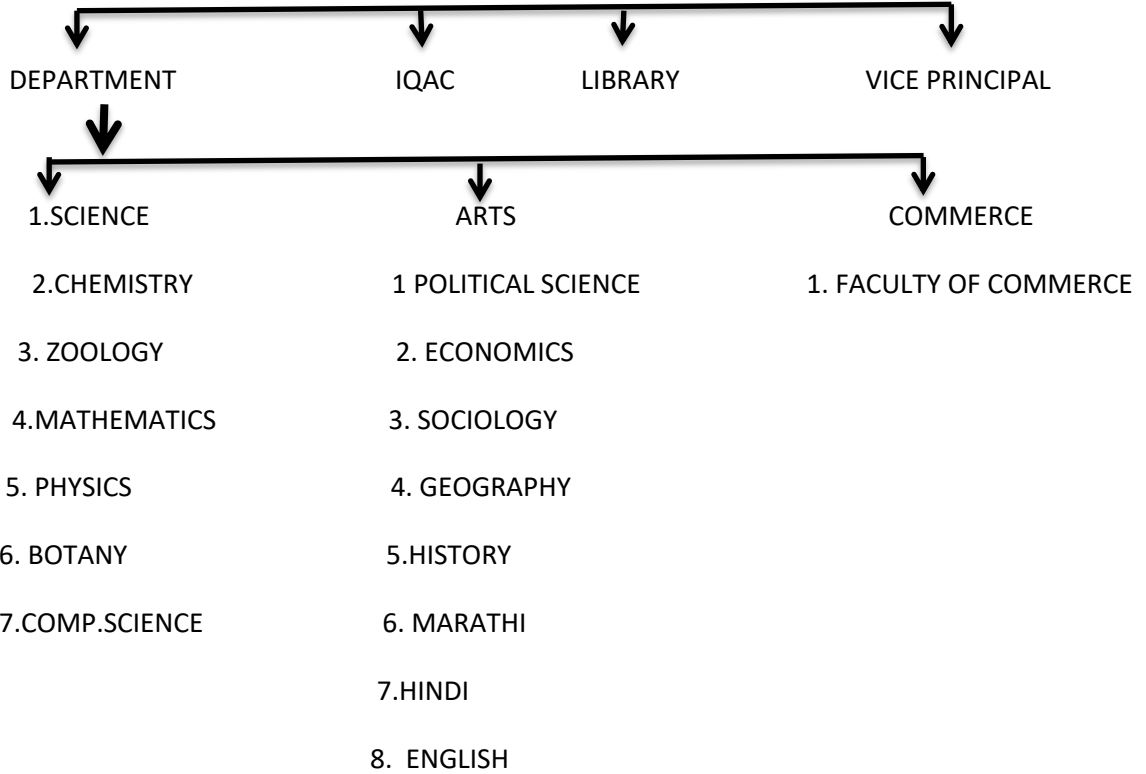 DEPARTMENT IQAC LIBRARY VICE PRINCIPAL
1.SCIENCE ARTS COMMERCE
2.CHEMISTRY 1 POLITICAL SCIENCE 1. FACULTY OF COMMERCE
3. ZOOLOGY 2. ECONOMICS
4.MATHEMATICS 3. SOCIOLOGY
5. PHYSICS 4. GEOGRAPHY
6. BOTANY 5.HISTORY
7.COMP.SCIENCE 6. MARATHI
7.HINDI
8. ENGLISH